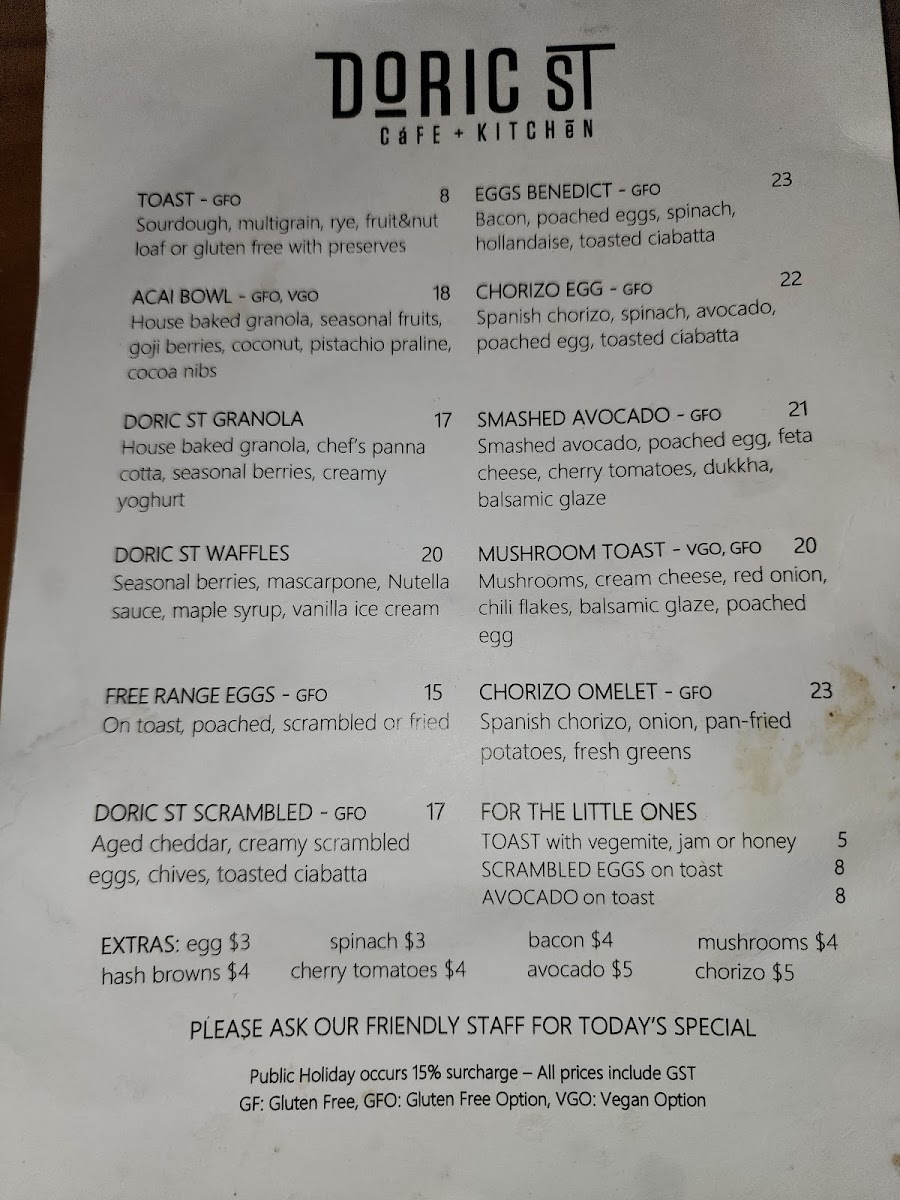 DORIC ST
CáFE + KITCHēN
TOAST - GFO 8
Sourdough, multigrain, rye, fruit&nut
loaf or gluten free with preserves
ACAI BOWL - GFO, VGO 18
House baked granola, seasonal fruits,
goji berries, coconut, pistachio praline,
cocoa nibs
DORIC ST GRANOLA 17
House baked granola, chef's panna
cotta, seasonal berries, creamy
yoghurt
DORIC ST WAFFLES 20
Seasonal berries, mascarpone, Nutella
sauce, maple syrup, vanilla ice cream
FREE RANGE EGGS - GFO 15
On toast, poached, scrambled or fried
DORIC ST SCRAMBLED - GFO 17
Aged cheddar, creamy scrambled
eggs, chives, toasted ciabatta
EGGS BENEDICT - GFO 23
Bacon, poached eggs, spinach,
hollandaise, toasted ciabatta
CHORIZO EGG - GFO 22
Spanish chorizo, spinach, avocado,
poached egg, toasted ciabatta
SMASHED AVOCADO - GFO 21
Smashed avocado, poached egg, feta
cheese, cherry tomatoes, dukkha,
balsamic glaze
MUSHROOM TOAST - VGO, GFO 20
Mushrooms, cream cheese, red onion,
chili flakes, balsamic glaze, poached
egg
CHORIZO OMELET - GFO 23
Spanish chorizo, onion, pan-fried
potatoes, fresh greens
FOR THE LITTLE ONES
TOAST with vegemite, jam or honey 5
SCRAMBLED EGGS on toast 8
AVOCADO on toast 8
EXTRAS: egg $3 spinach $3 bacon $4 mushrooms $4
hash browns $4 cherry tomatoes $4 avocado $5 chorizo $5
PLEASE ASK OUR FRIENDLY STAFF FOR TODAY'S SPECIAL
Public Holiday occurs 15% surcharge – All prices include GST
GF: Gluten Free, GFO: Gluten Free Option, VGO: Vegan Option